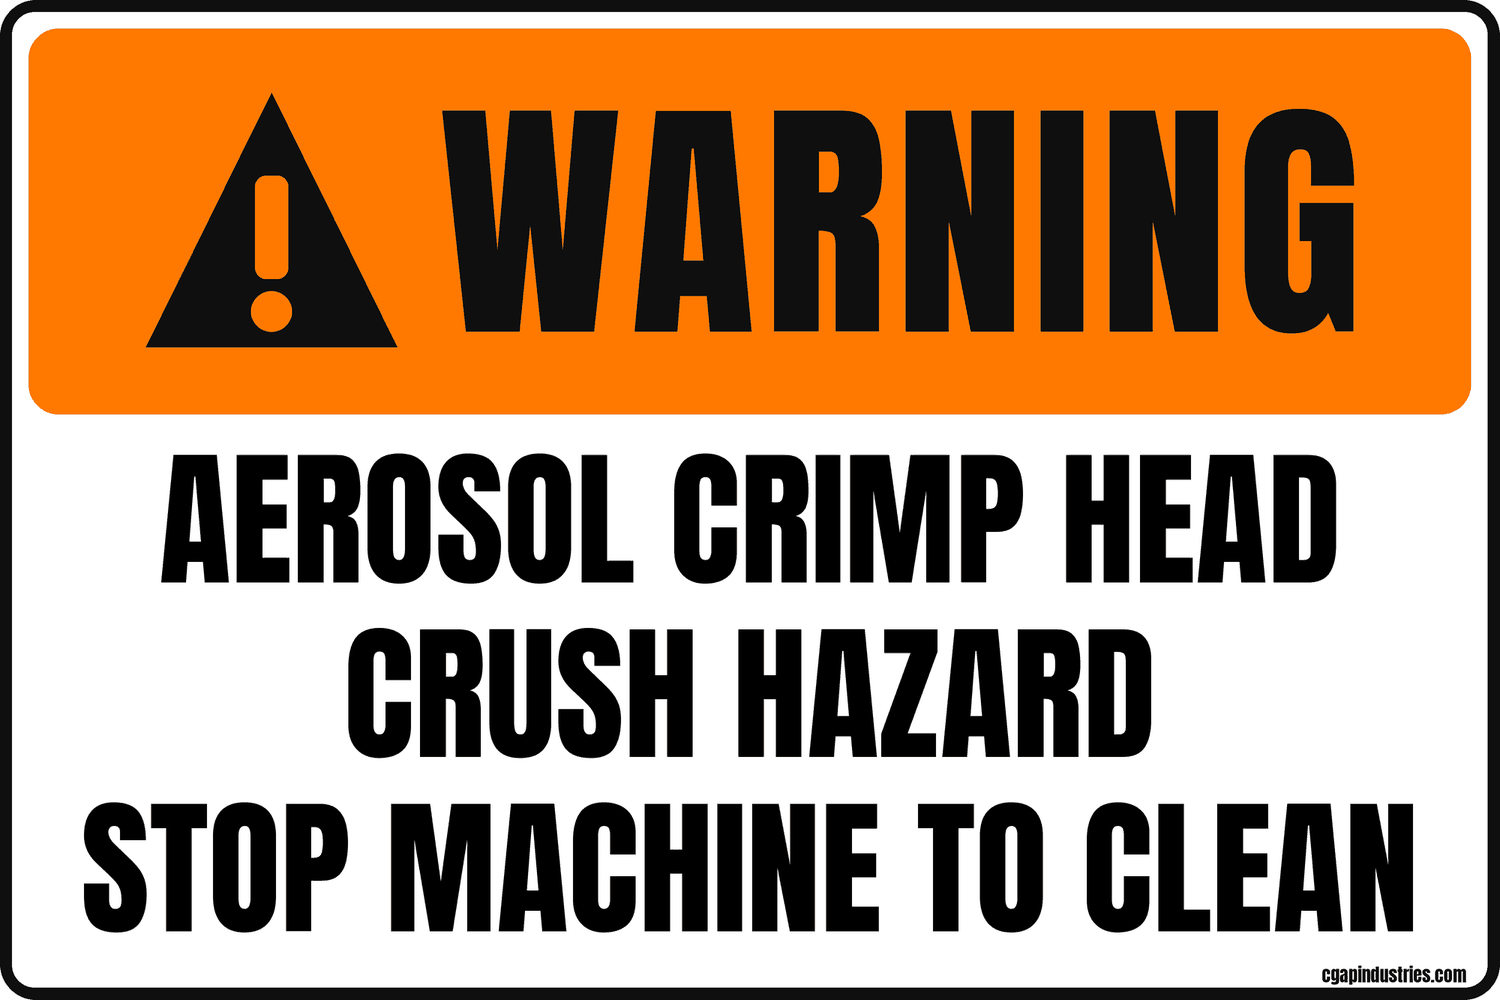 WARNING
AEROSOL CRIMP HEAD
CRUSH HAZARD
STOP MACHINE TO CLEAN
cgapindustries.com